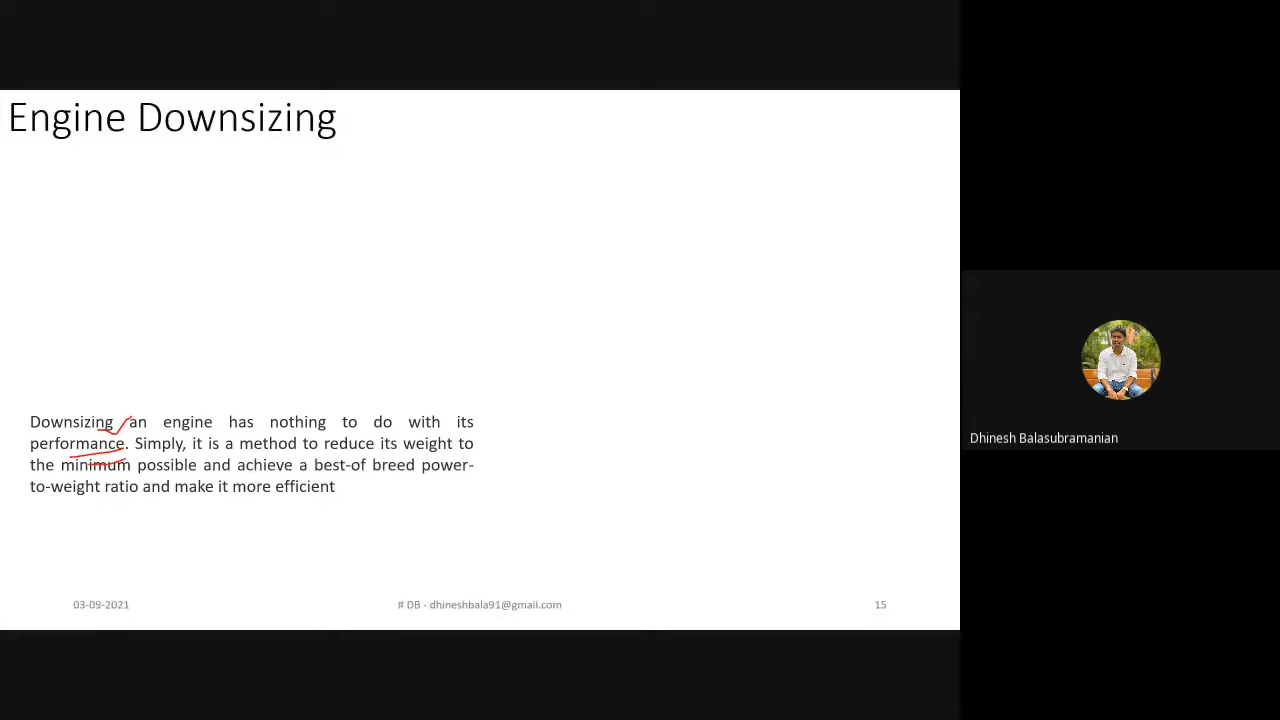 Engine Downsizing
Downsizing an engine has nothing to do with its
performance. Simply, it is a method to reduce its weight to
the minimum possible and achieve a best-of breed power-
to-weight ratio and make it more efficient
03-09-2021
# DB - dhineshbala91@gmail.com
15
Dhinesh Balasubramanian